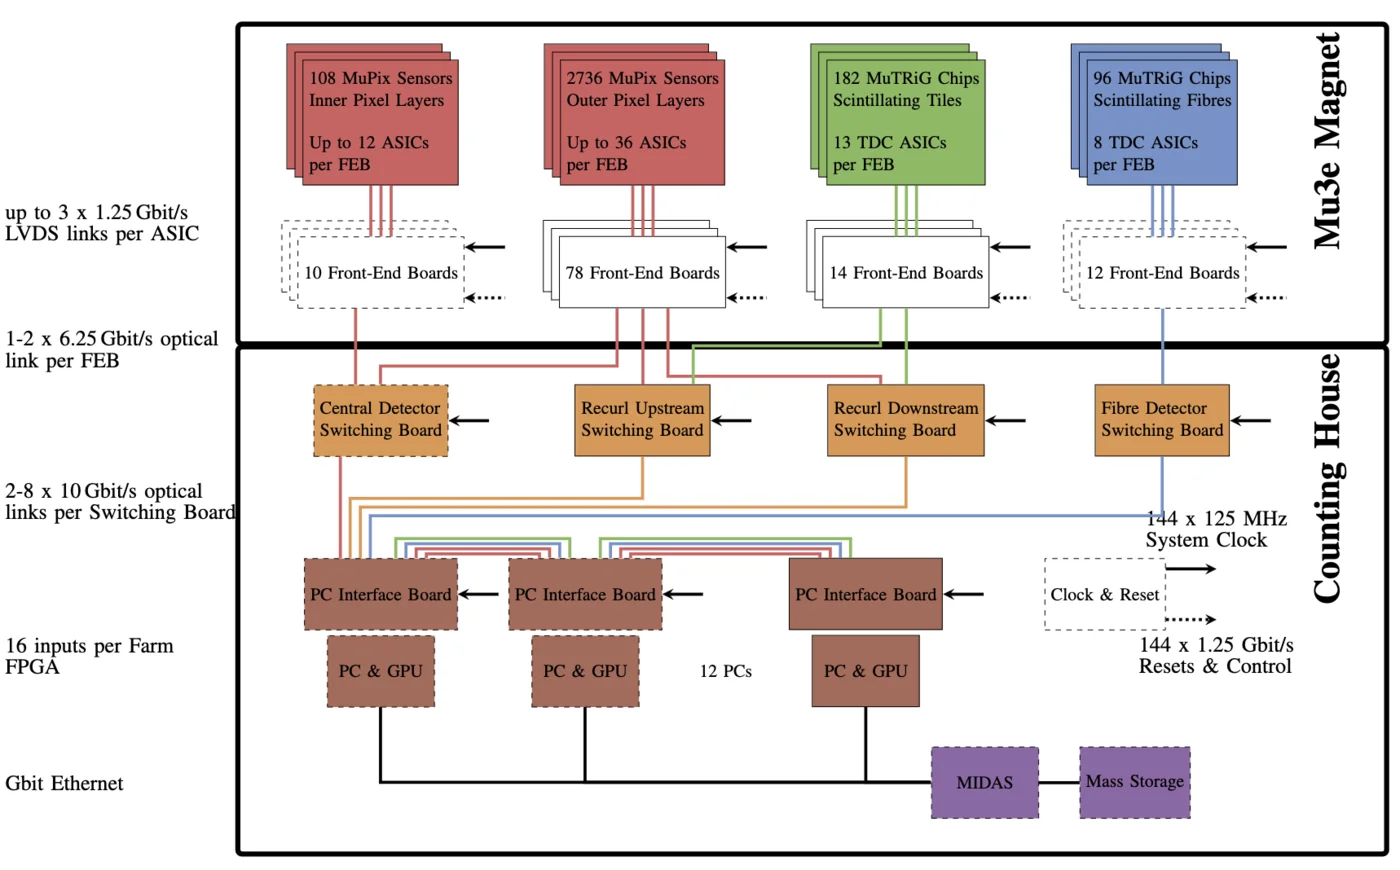 108 MuPix Sensors
Inner Pixel Layers
Up to 12 ASICs
per FEB
2736 MuPix Sensors
Outer Pixel Layers
Up to 36 ASICs
per FEB
182 MuTRiG Chips
Scintillating Tiles
13 TDC ASICs
per FEB
96 MuTRiG Chips
Scintillating Fibres
8 TDC ASICs
per FEB
Mu3e Magnet
up to 3 x 1.25 Gbit/s
LVDS links per ASIC
10 Front-End Boards
78 Front-End Boards
14 Front-End Boards
12 Front-End Boards
1-2 x 6.25 Gbit/s optical
link per FEB
Central Detector
Switching Board
Recurl Upstream
Switching Board
Recurl Downstream
Switching Board
Fibre Detector
Switching Board
Counting House
2-8 x 10 Gbit/s optical
links per Switching Board
144 x 125 MHz
System Clock
PC Interface Board
PC Interface Board
PC Interface Board
Clock & Reset
16 inputs per Farm
FPGA
144 x 1.25 Gbit/s
Resets & Control
PC & GPU
PC & GPU
12 PCs
PC & GPU
Gbit Ethernet
MIDAS
Mass Storage